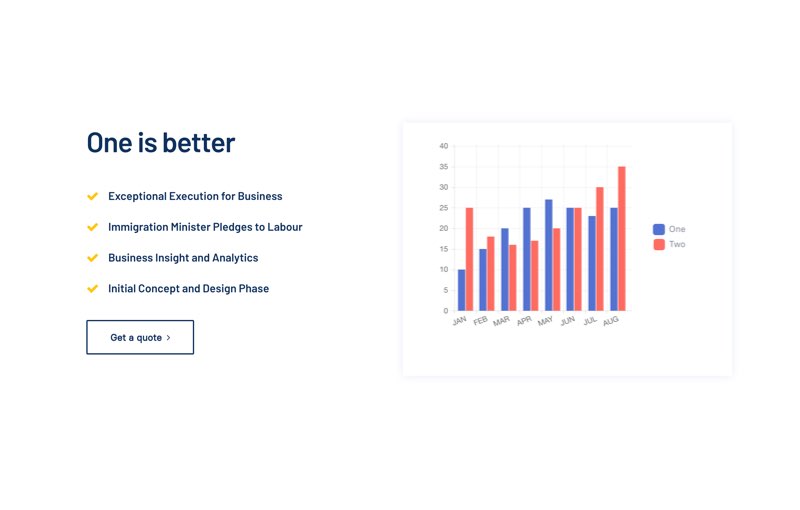 One is better
Exceptional Execution for Business
Immigration Minister Pledges to Labour
Business Insight and Analytics
Initial Concept and Design Phase
Get a quote ›
40
35
30
25
20
15
10
5
0
JAN FEB MAR APR MAY JUN JUL AUG
One
Two